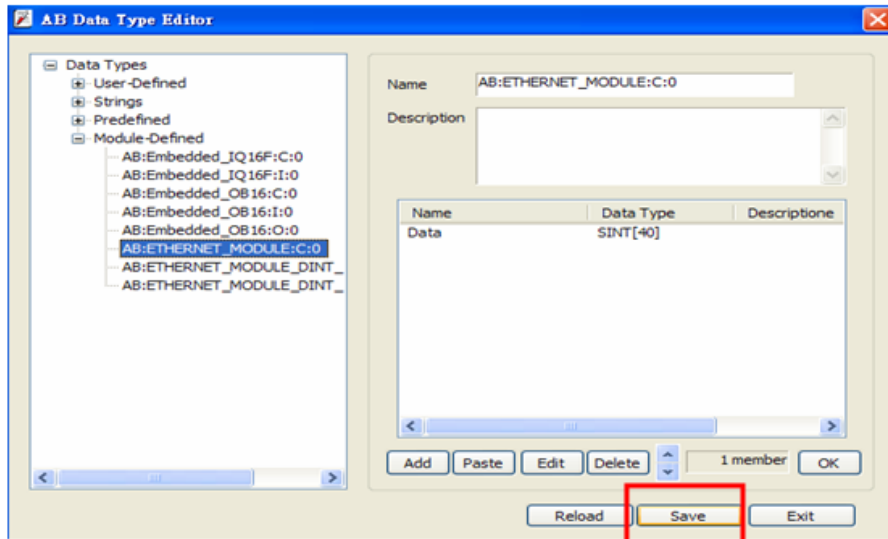 AB Data Type Editor
Data Types
User-Defined
Strings
Predefined
Module-Defined
AB:Embedded_IQ16F:C:0
AB:Embedded_IQ16F:I:0
AB:Embedded_OB16:C:0
AB:Embedded_OB16:I:0
AB:Embedded_OB16:O:0
AB:ETHERNET_MODULE:C:0
AB:ETHERNET_MODULE_DINT_
AB:ETHERNET_MODULE_DINT_
Name AB:ETHERNET_MODULE:C:0
Description
Name Data Type Descriptione
Data SINT[40]
Add Paste Edit Delete 1 member OK
Reload Save Exit